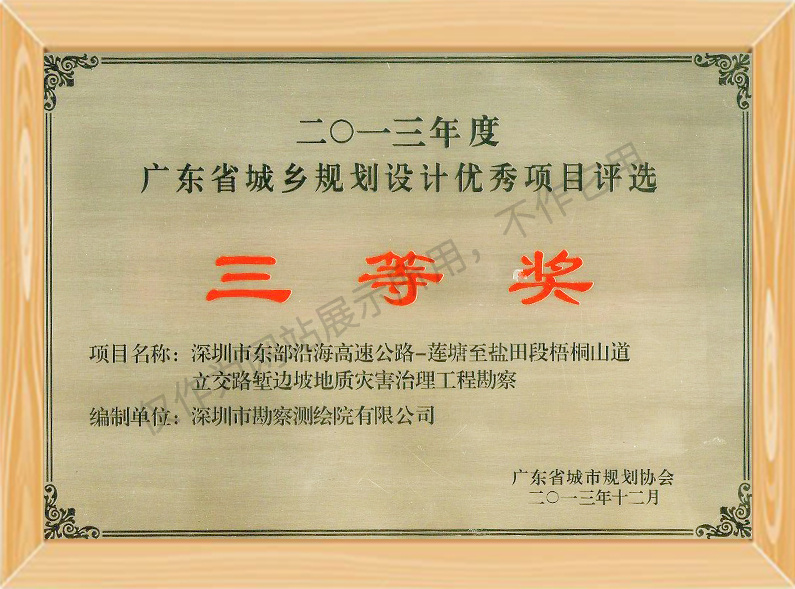 二〇一三年度
广东省城乡规划设计优秀项目评选
三等奖
项目名称：深圳市东部沿海高速公路-莲塘至盐田段梧桐山道
立交路堑边坡地质灾害治理工程勘察
编制单位：深圳市勘察测绘院有限公司
广东省城市规划协会
二〇一三年十二月
仅作为网站展示所用，不作它用